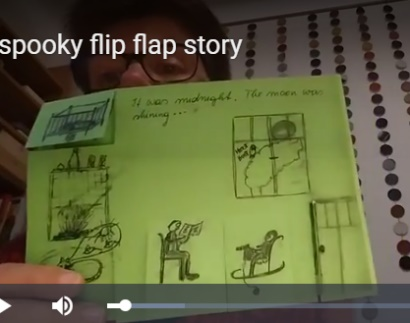 spooky flip flap story
It was midnight. The moon was
shining...